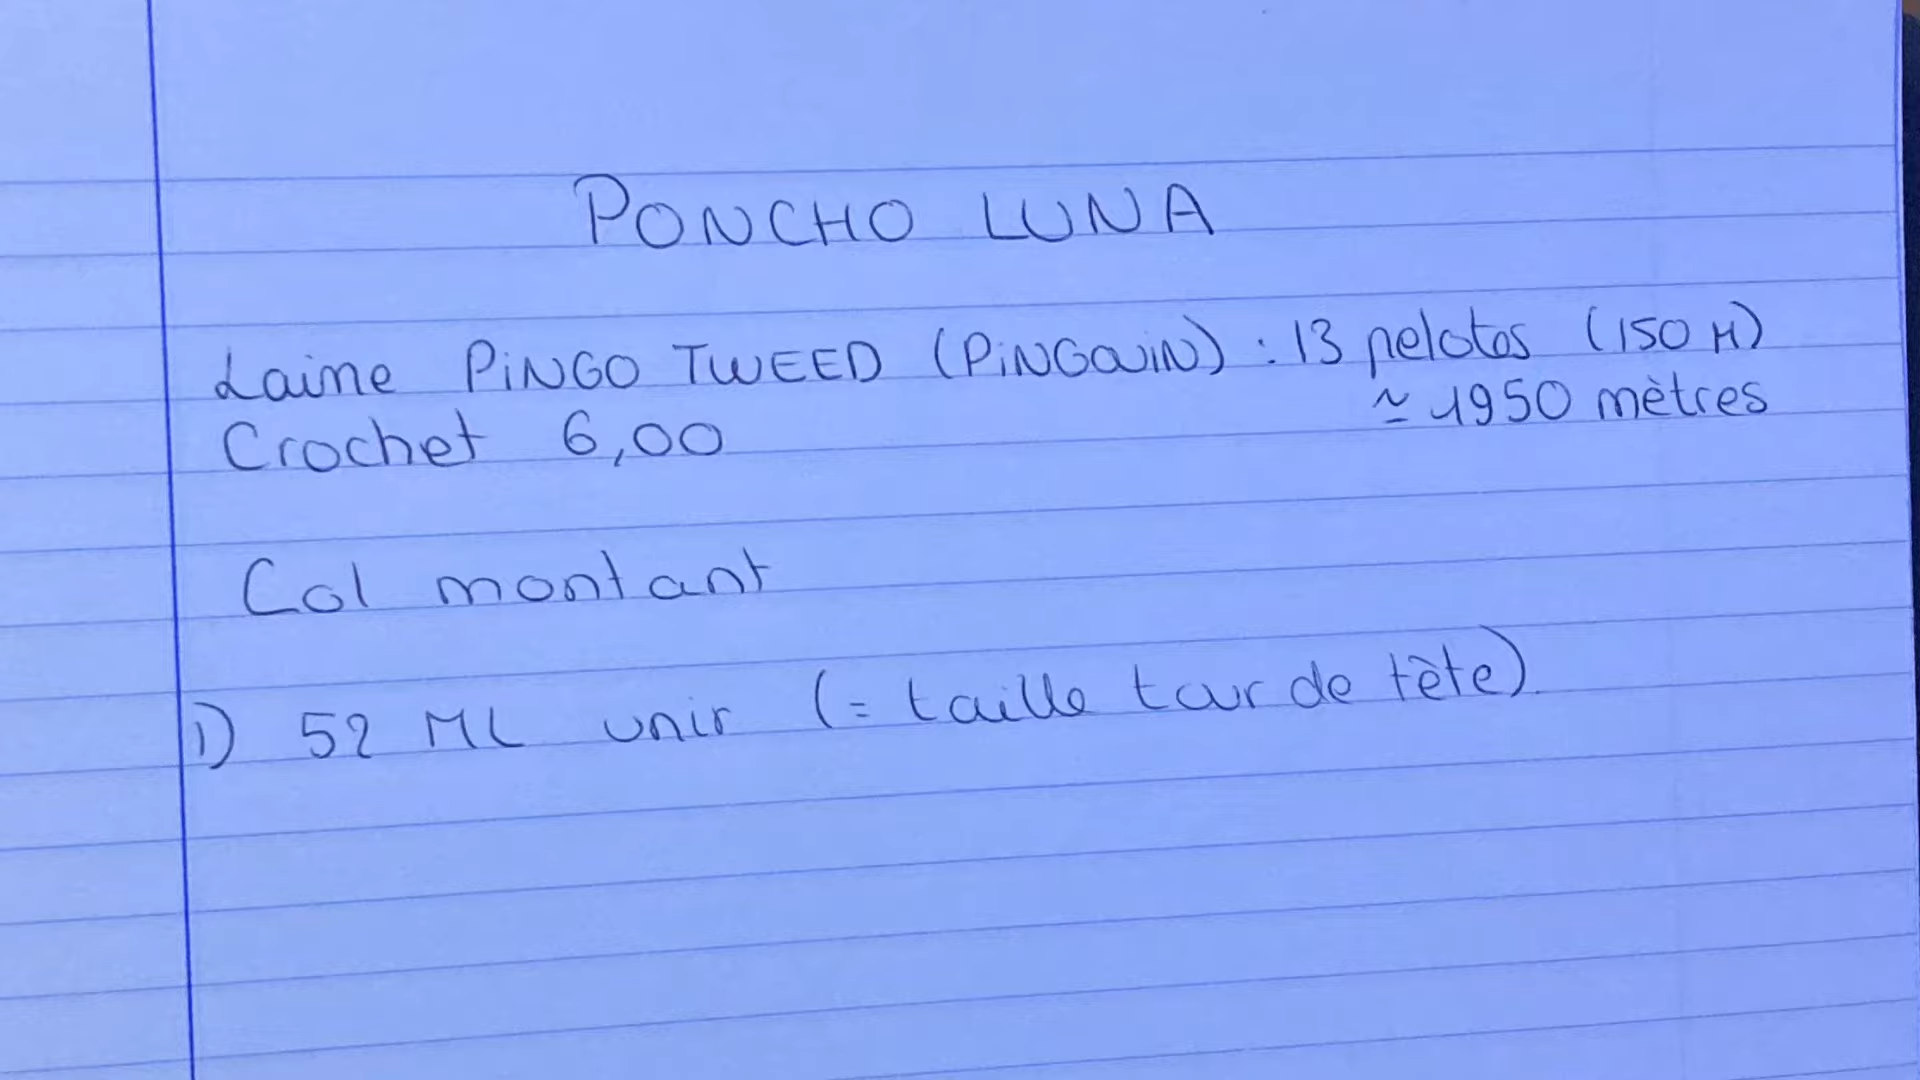 PONCHO LUNA
Laine PiNGO TWEED (PiNGOUiN) : 13 pelotes (150 M)
≃ 1950 mètres
Crochet 6,00
Col montant
1) 52 ML unir (= taille tour de tête)